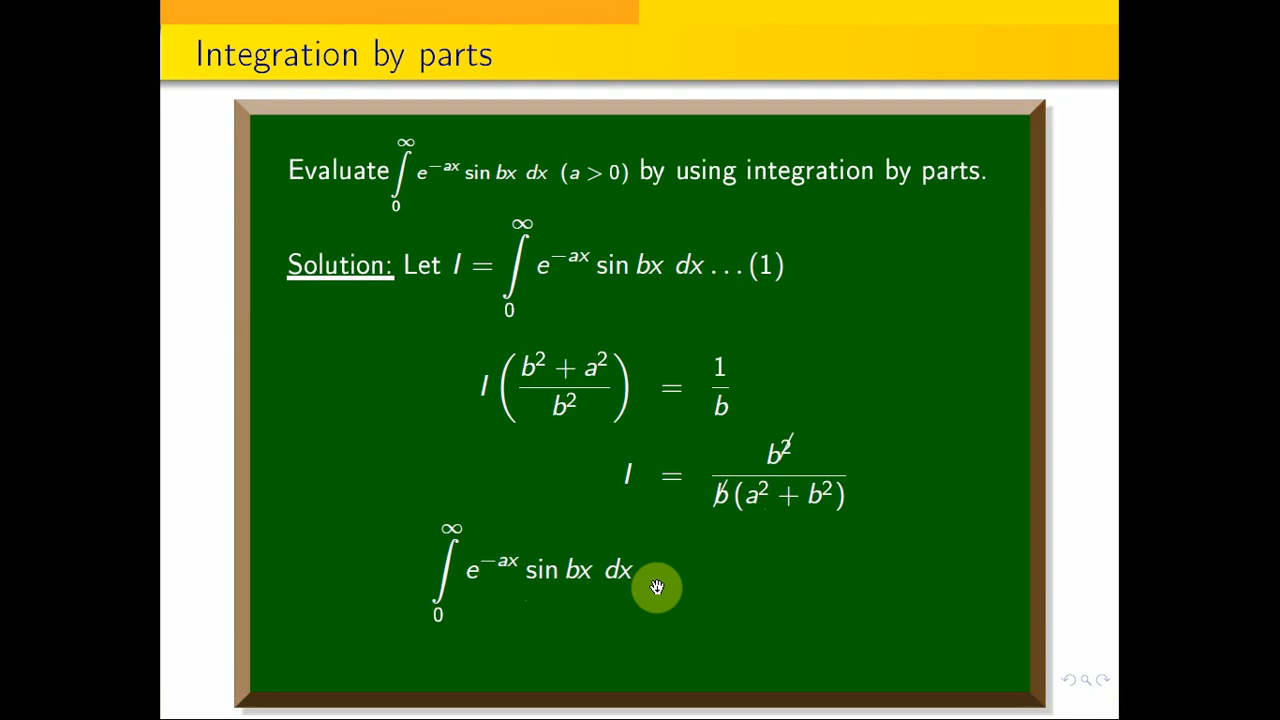 Integration by parts
Evaluate ∫₀^∞ e^{−ax} sin bx dx (a > 0) by using integration by parts.
Solution: Let I = ∫₀^∞ e^{−ax} sin bx dx . . . (1)
I ( (b² + a²) / b² ) = 1 / b
I = b² / (b (a² + b²))
∫₀^∞ e^{−ax} sin bx dx